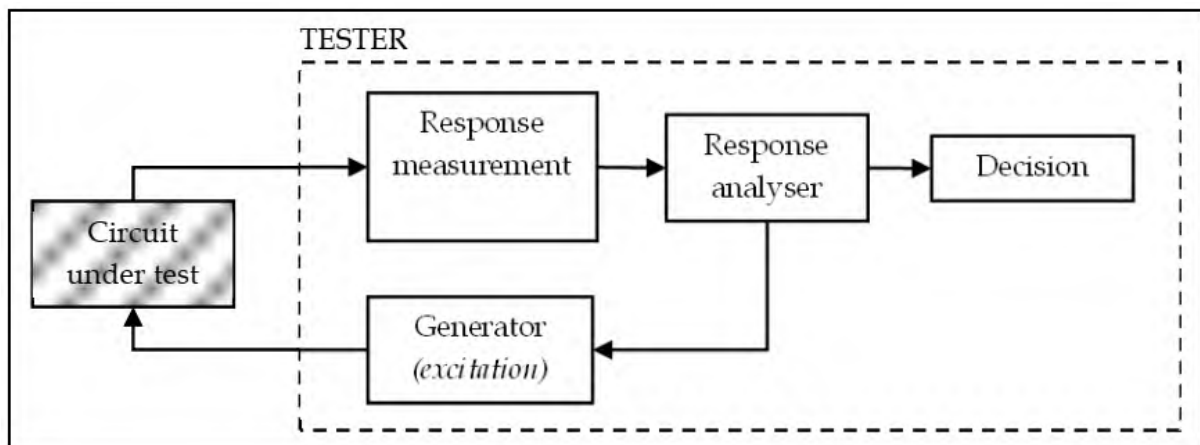 TESTER
Response
measurement
Response
analyser
Decision
Circuit
under test
Generator
(excitation)